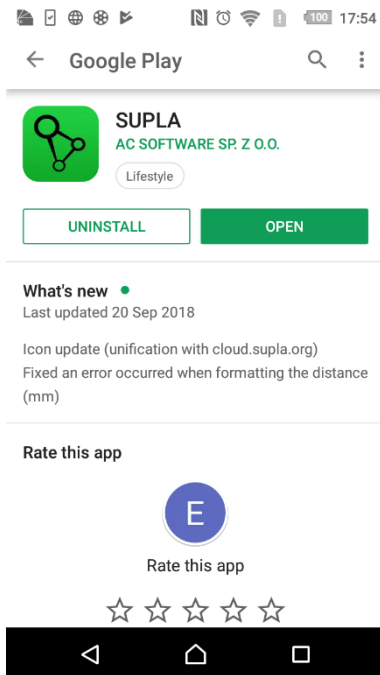 100 17:54
Google Play
SUPLA
AC SOFTWARE SP. Z O.O.
Lifestyle
UNINSTALL OPEN
What's new
Last updated 20 Sep 2018
Icon update (unification with cloud.supla.org)
Fixed an error occurred when formatting the distance
(mm)
Rate this app
E
Rate this app